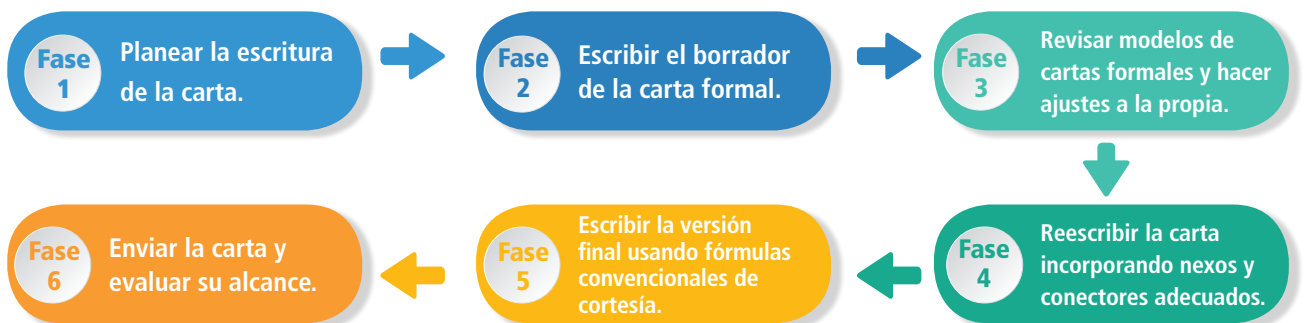 Fase
1
Planear la escritura
de la carta.
Fase
2
Escribir el borrador
de la carta formal.
Fase
3
Revisar modelos de
cartas formales y hacer
ajustes a la propia.
Fase
4
Reescribir la carta
incorporando nexos y
conectores adecuados.
Fase
5
Escribir la versión
final usando fórmulas
convencionales de
cortesía.
Fase
6
Enviar la carta y
evaluar su alcance.